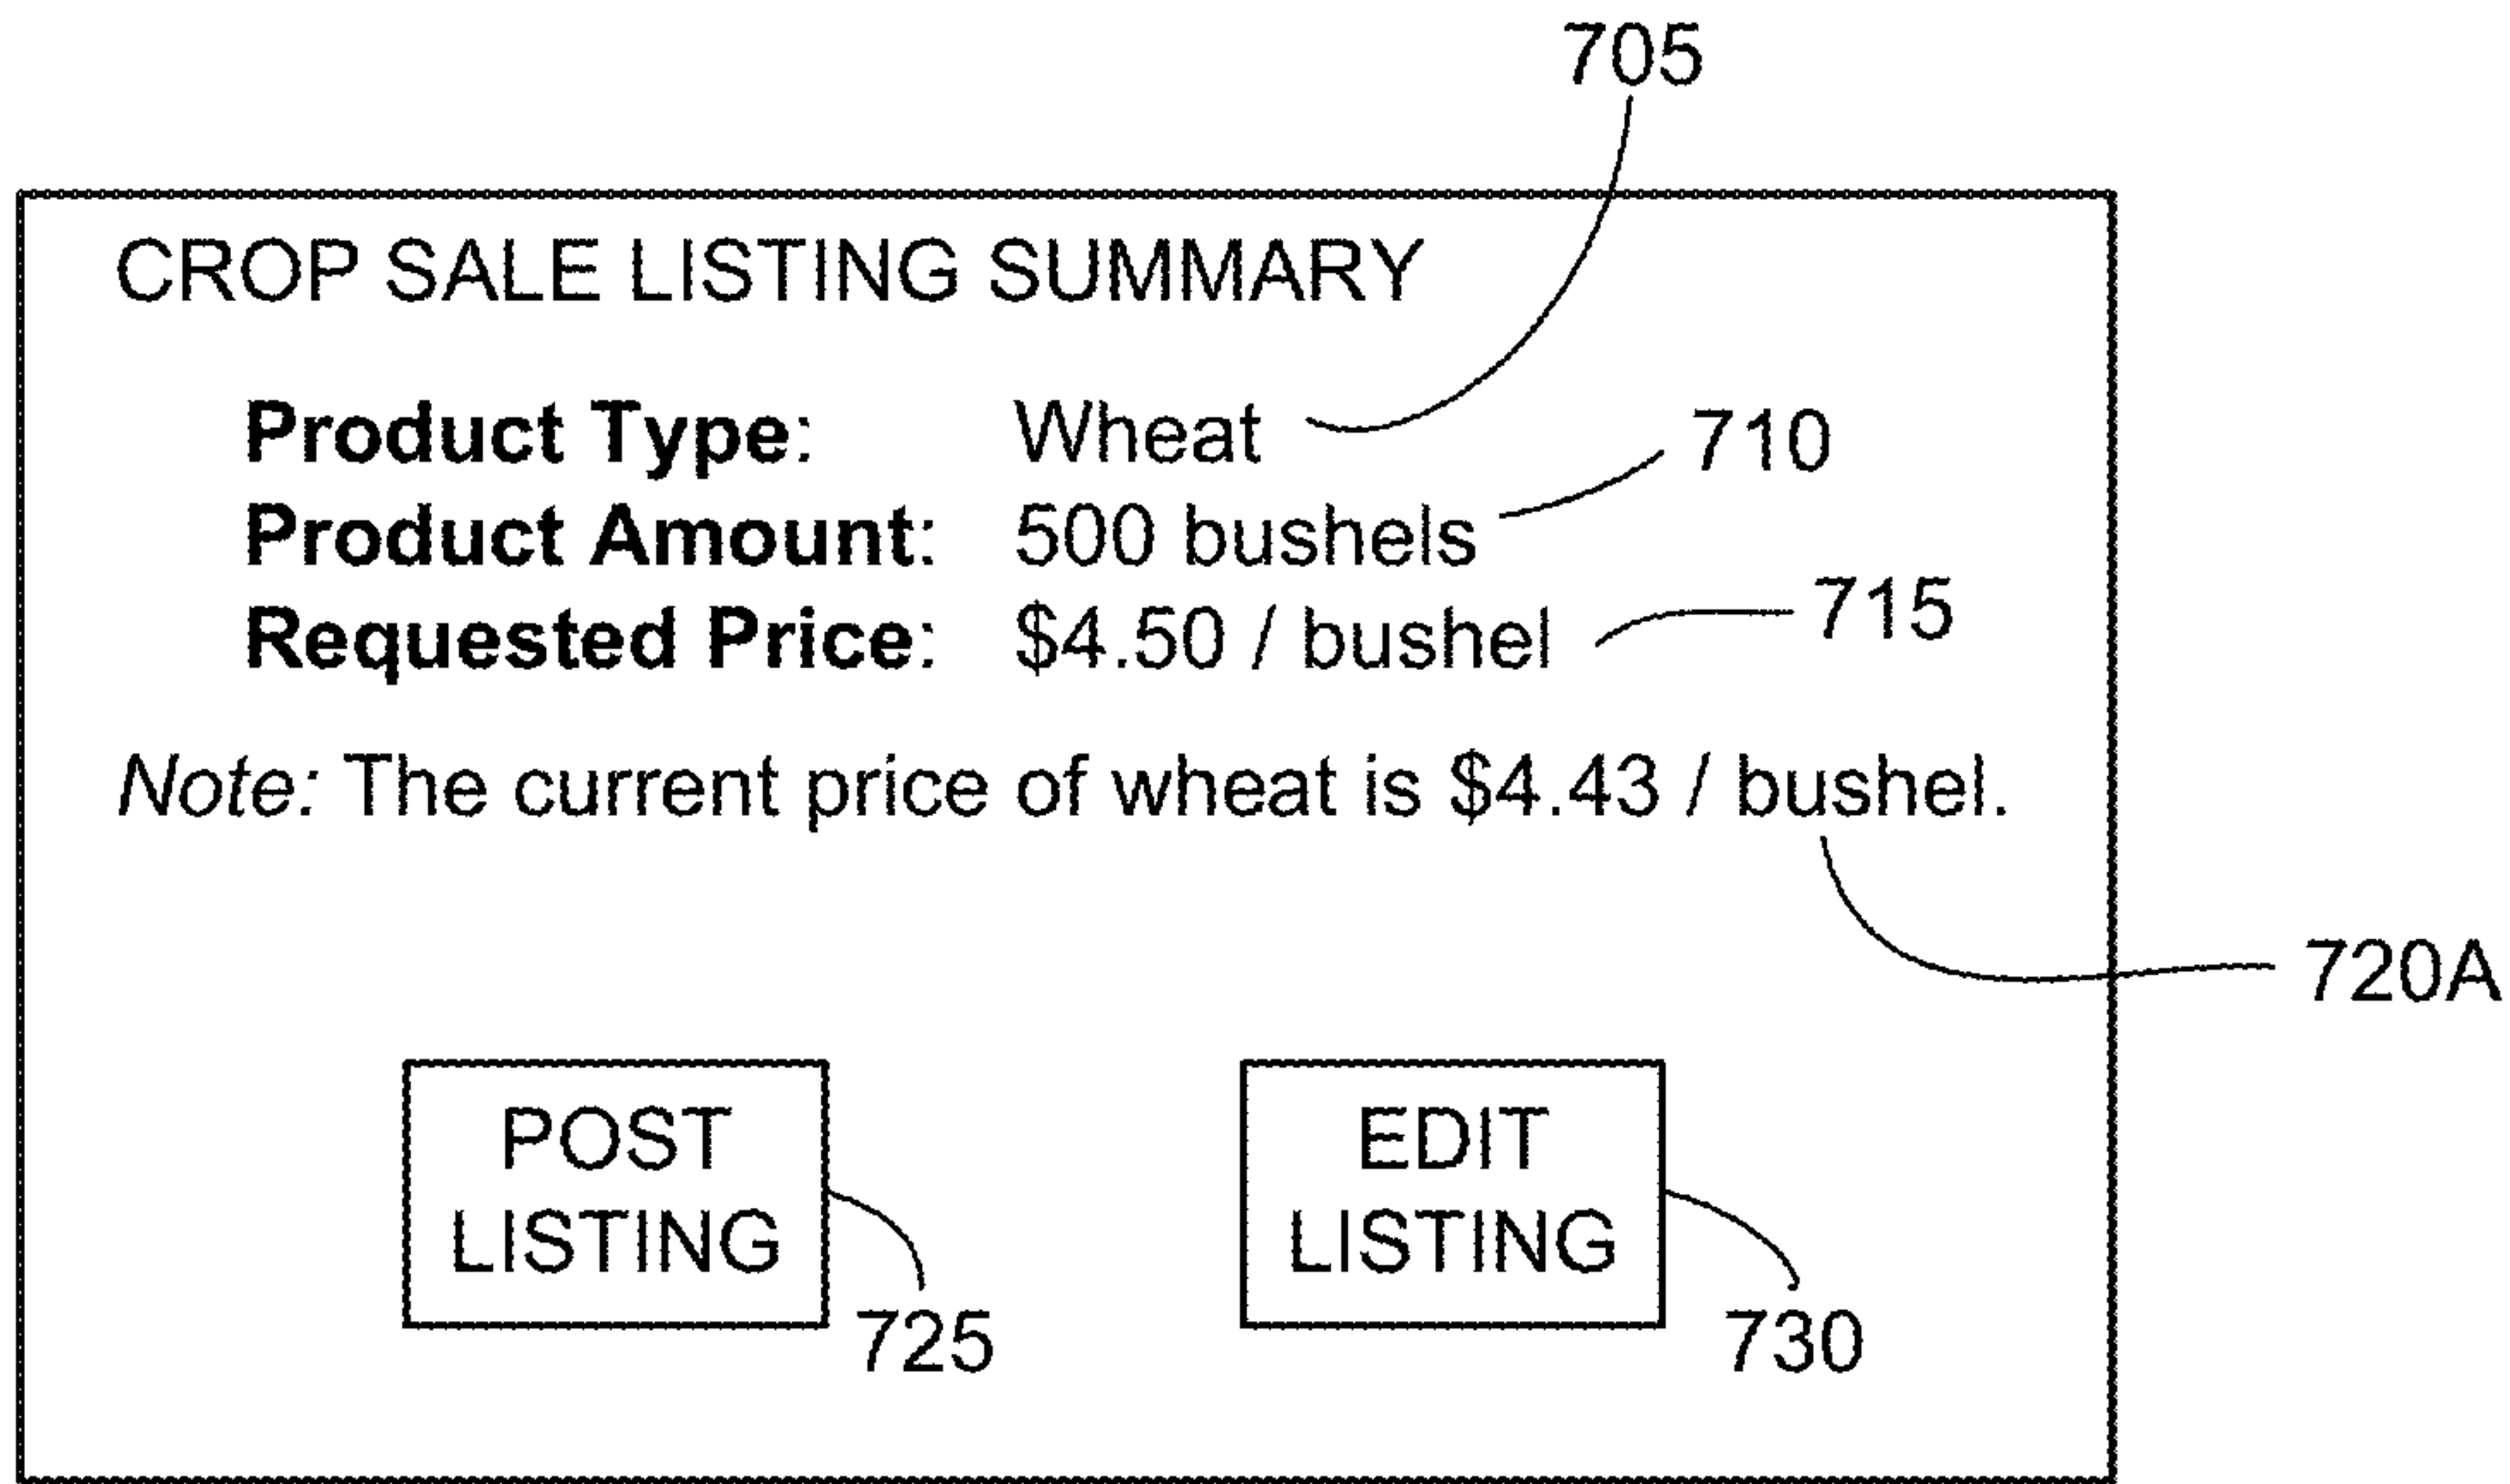 705
CROP SALE LISTING SUMMARY
Product Type: Wheat
710
Product Amount: 500 bushels
715
Requested Price: $4.50 / bushel
Note: The current price of wheat is $4.43 / bushel.
720A
POST
LISTING
725
EDIT
LISTING
730